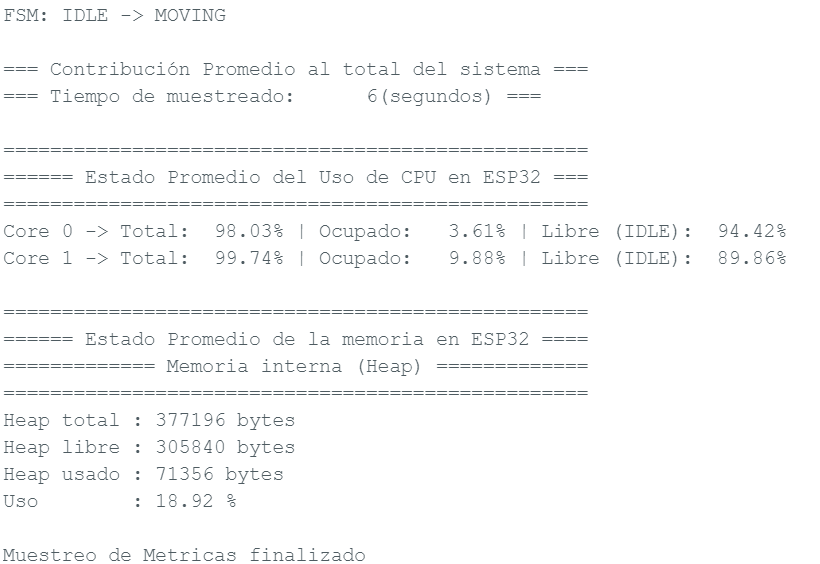 FSM: IDLE -> MOVING
=== Contribución Promedio al total del sistema ===
=== Tiempo de muestreado:      6(segundos) ===
==================================================
====== Estado Promedio del Uso de CPU en ESP32 ===
==================================================
Core 0 -> Total:  98.03% | Ocupado:   3.61% | Libre (IDLE):  94.42%
Core 1 -> Total:  99.74% | Ocupado:   9.88% | Libre (IDLE):  89.86%
==================================================
====== Estado Promedio de la memoria en ESP32 ====
============= Memoria interna (Heap) =============
==================================================
Heap total : 377196 bytes
Heap libre : 305840 bytes
Heap usado : 71356 bytes
Uso        : 18.92 %
Muestreo de Metricas finalizado